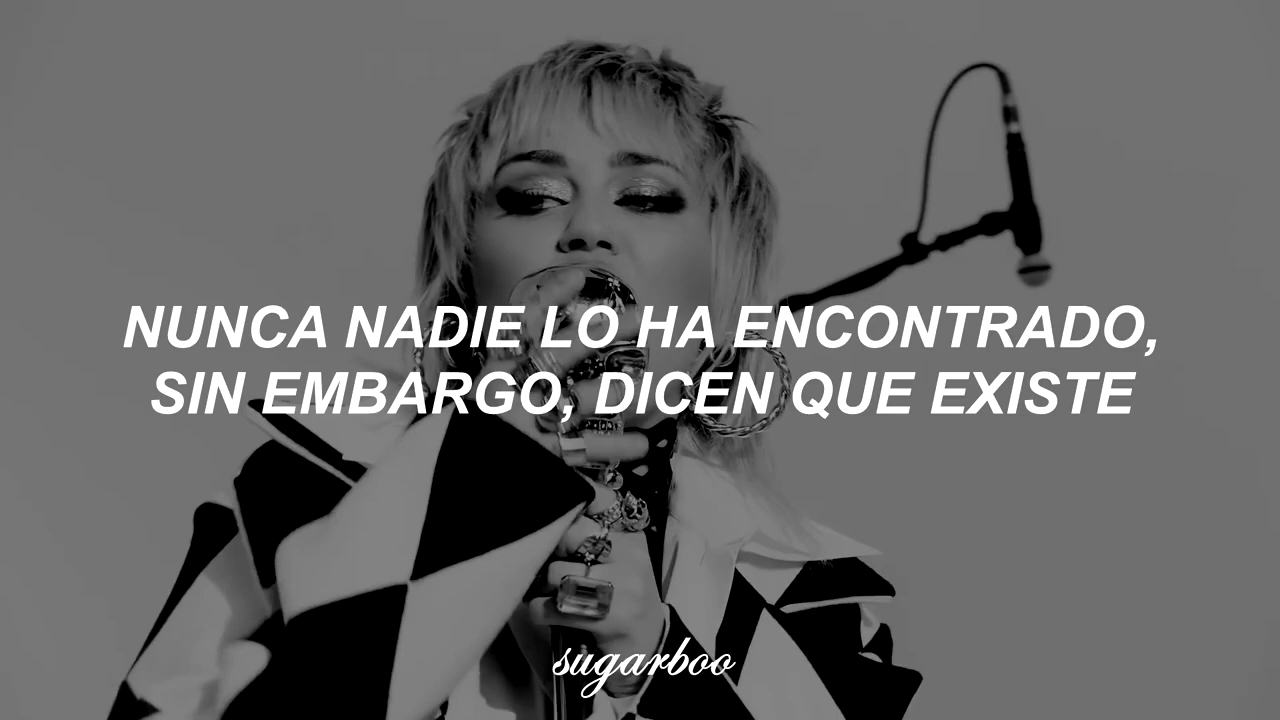 NUNCA NADIE LO HA ENCONTRADO,
SIN EMBARGO, DICEN QUE EXISTE
sugarboo